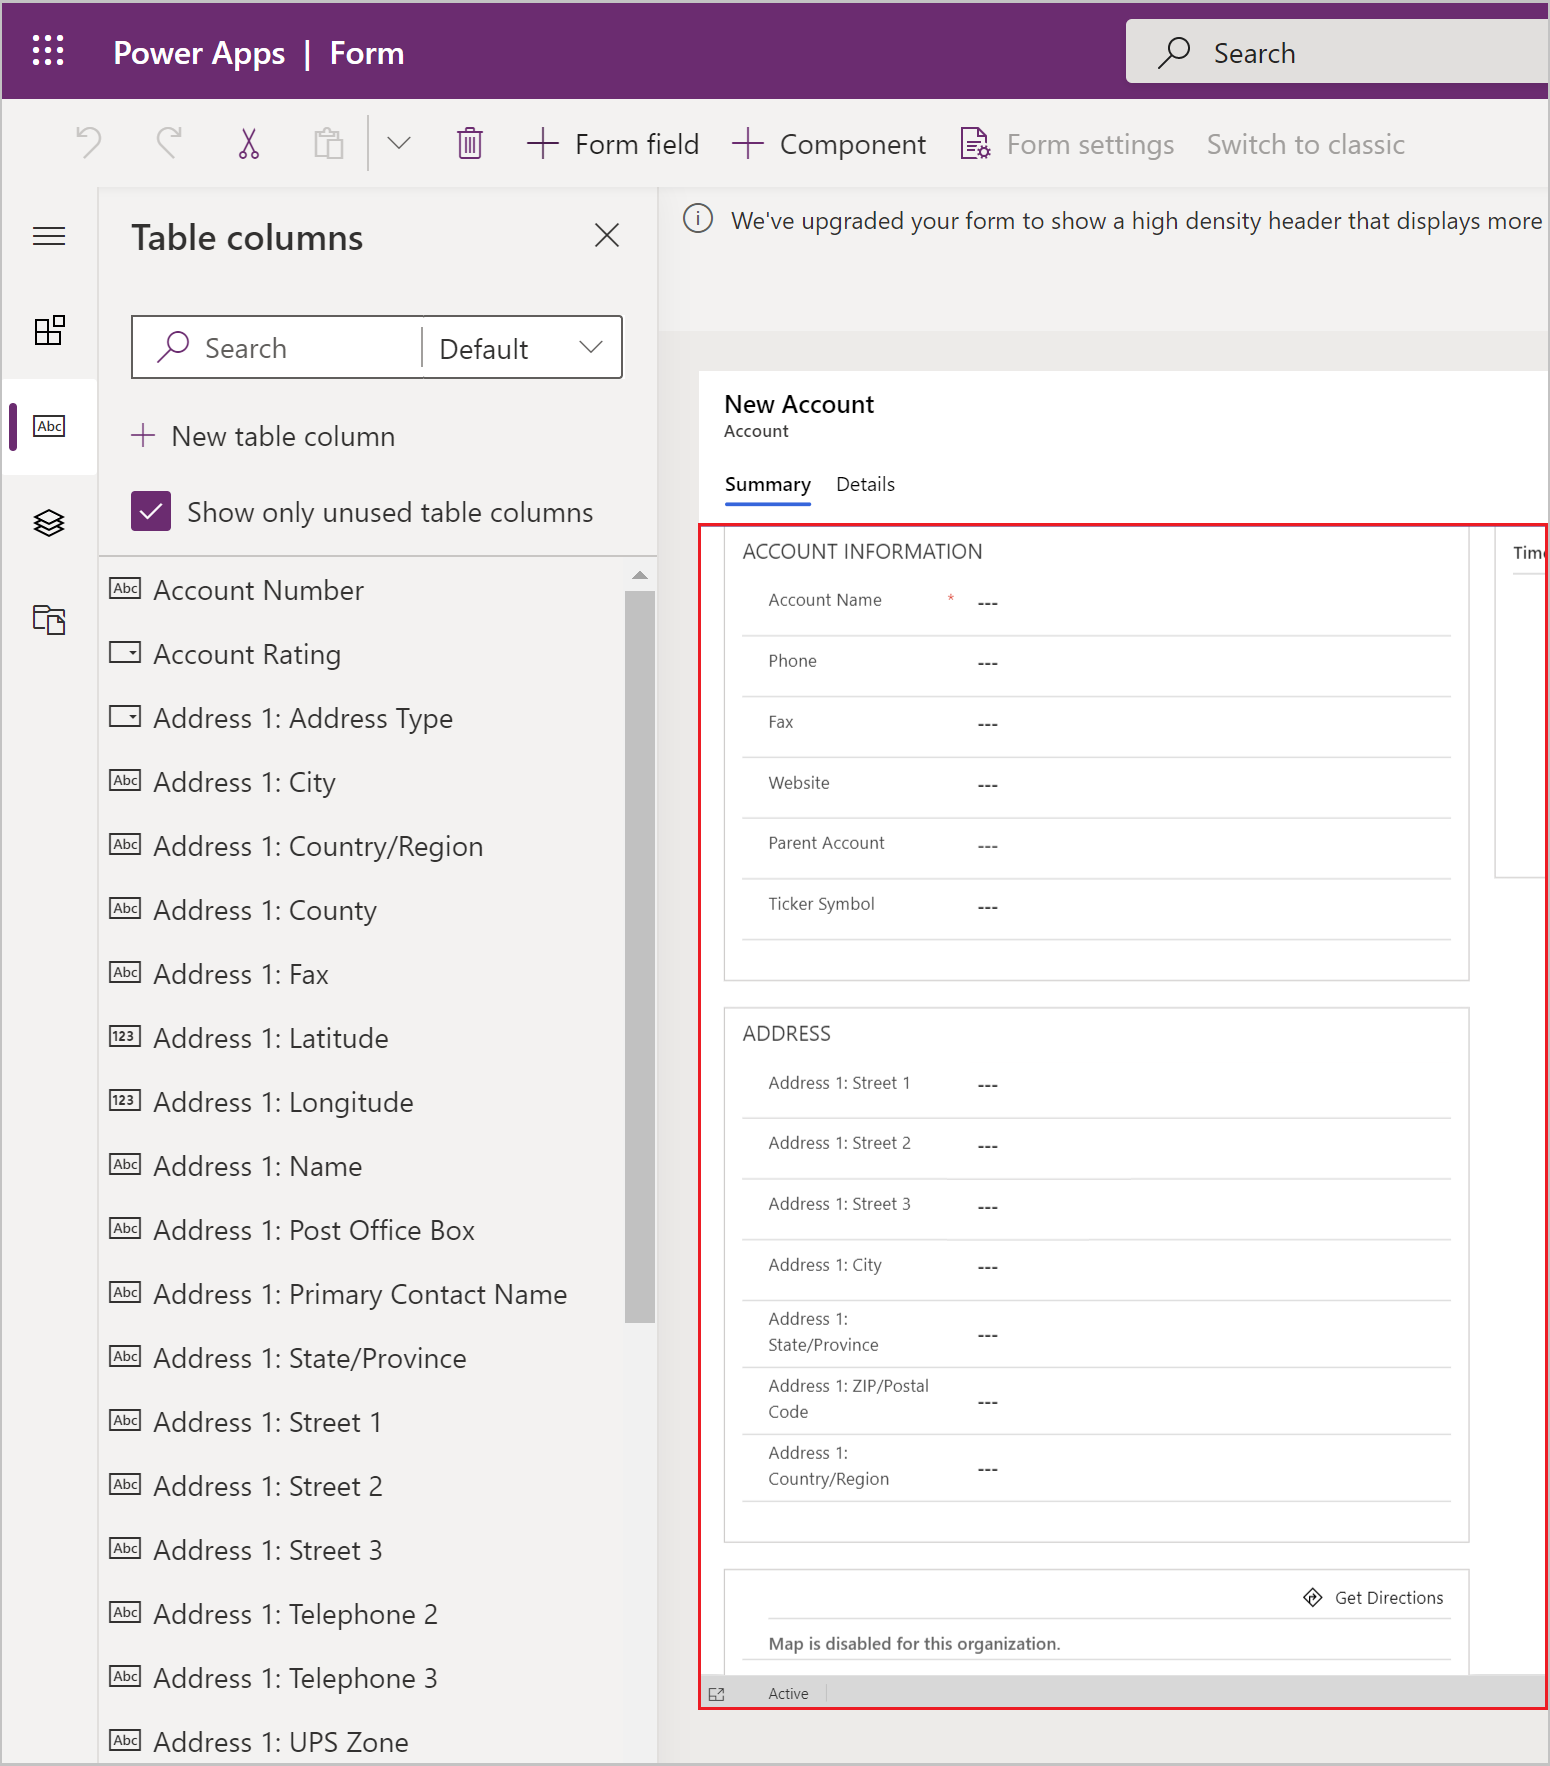 Power Apps | Form
Search
Form field
Component
Form settings
Switch to classic
Table columns
Search
Default
New table column
Show only unused table columns
Abc
Abc Account Number
Account Rating
Address 1: Address Type
Abc Address 1: City
Abc Address 1: Country/Region
Abc Address 1: County
Abc Address 1: Fax
123 Address 1: Latitude
123 Address 1: Longitude
Abc Address 1: Name
Abc Address 1: Post Office Box
Abc Address 1: Primary Contact Name
Abc Address 1: State/Province
Abc Address 1: Street 1
Abc Address 1: Street 2
Abc Address 1: Street 3
Abc Address 1: Telephone 2
Abc Address 1: Telephone 3
Abc Address 1: UPS Zone
We've upgraded your form to show a high density header that displays more
New Account
Account
Summary Details
ACCOUNT INFORMATION
Account Name * ---
Phone ---
Fax ---
Website ---
Parent Account ---
Ticker Symbol ---
ADDRESS
Address 1: Street 1 ---
Address 1: Street 2 ---
Address 1: Street 3 ---
Address 1: City ---
Address 1:
State/Province ---
Address 1: ZIP/Postal
Code ---
Address 1:
Country/Region ---
Get Directions
Map is disabled for this organization.
Active